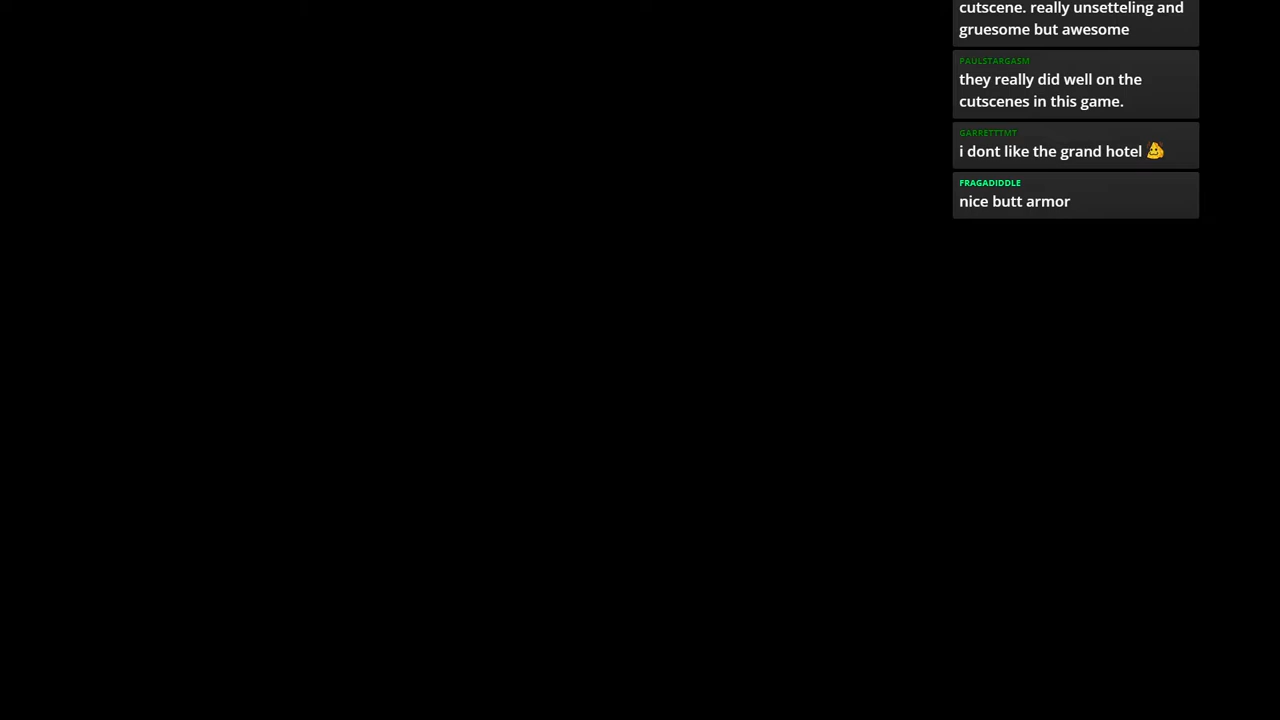 cutscene. really unsetteling and
gruesome but awesome
PAULSTARGASM
they really did well on the
cutscenes in this game.
GARRETTTMT
i dont like the grand hotel
FRAGADIDDLE
nice butt armor